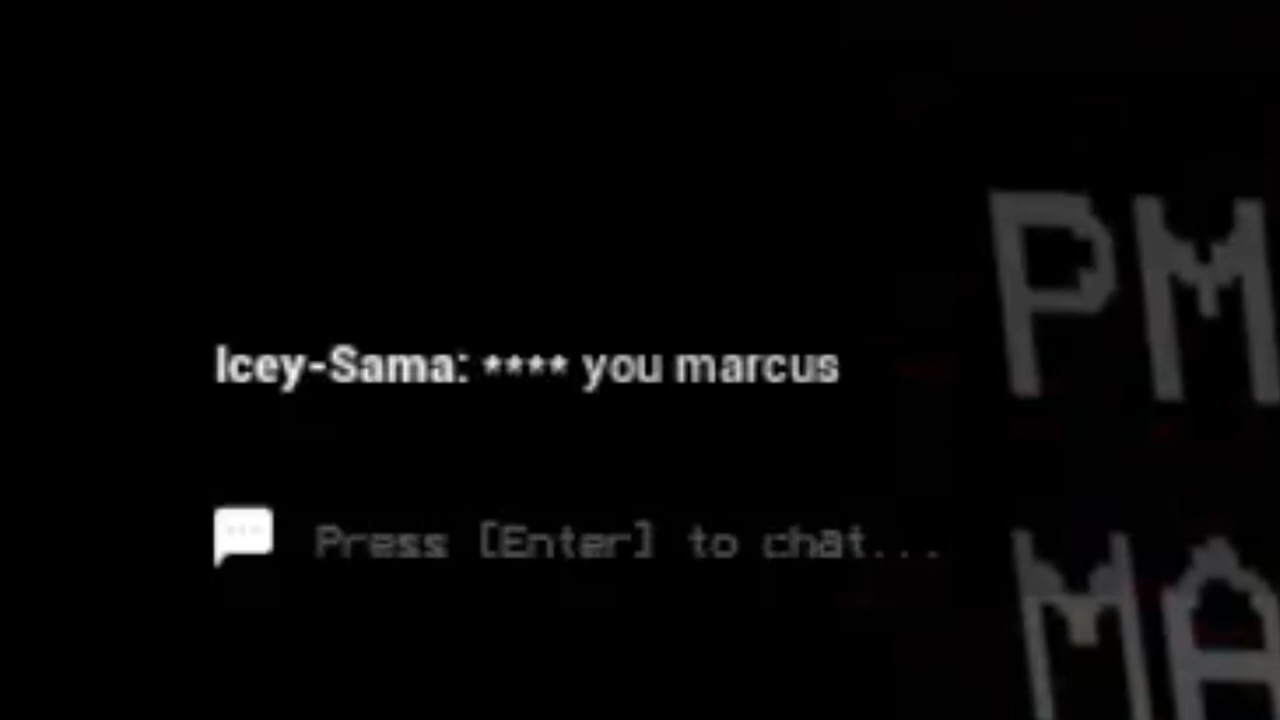 PM
Icey-Sama: **** you marcus
Press [Enter] to chat...
MA